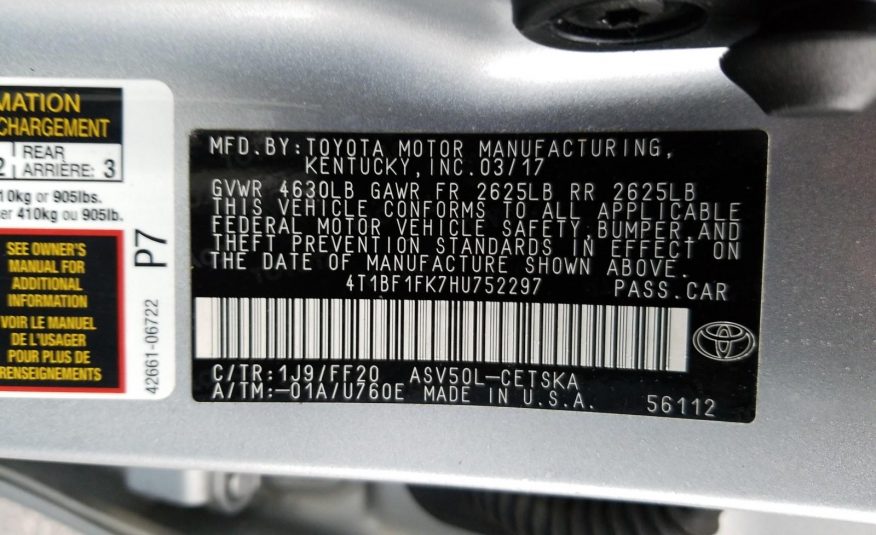 MATION
CHARGEMENT
2 REAR
ARRIÈRE: 3
10kg or 905lbs.
er 410kg ou 905lb.
SEE OWNER'S
MANUAL FOR
ADDITIONAL
INFORMATION
VOIR LE MANUEL
DE L'USAGER
POUR PLUS DE
RENSEIGNEMENTS
P7
42661-06722
MFD.BY:TOYOTA MOTOR MANUFACTURING,
KENTUCKY,INC.03/17
GVWR 4630LB GAWR FR 2625LB RR 2625LB
THIS VEHICLE CONFORMS TO ALL APPLICABLE
FEDERAL MOTOR VEHICLE SAFETY,BUMPER,AND
THEFT PREVENTION STANDARDS IN EFFECT ON
THE DATE OF MANUFACTURE SHOWN ABOVE.
4T1BF1FK7HU752297 PASS.CAR
C/TR:1J9/FF20 ASV50L-CETSKA
A/TM:-01A/U760E MADE IN U.S.A. 56112